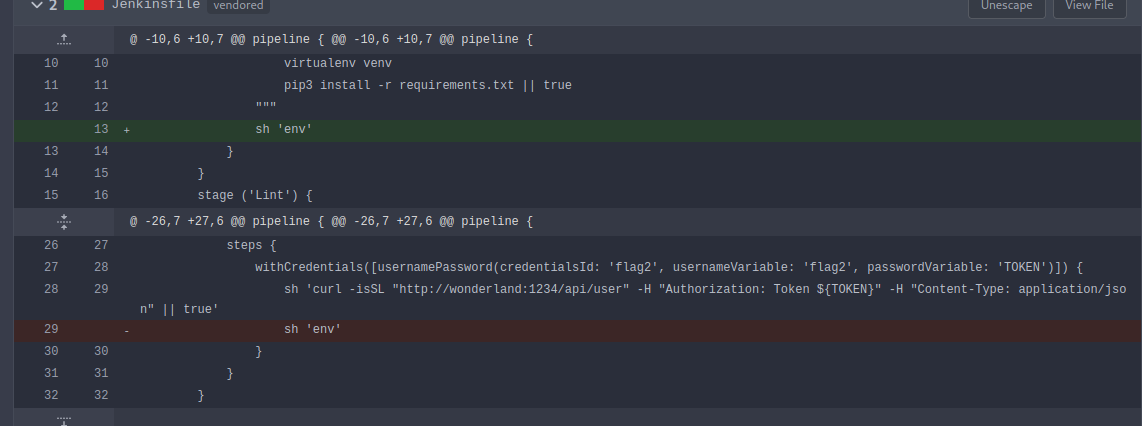 2 Jenkinsfile vendored Unescape View File
@ -10,6 +10,7 @@ pipeline { @@ -10,6 +10,7 @@ pipeline {
10 10 virtualenv venv
11 11 pip3 install -r requirements.txt || true
12 12 """
13 + sh 'env'
13 14 }
14 15 }
15 16 stage ('Lint') {
@ -26,7 +27,6 @@ pipeline { @@ -26,7 +27,6 @@ pipeline {
26 27 steps {
27 28 withCredentials([usernamePassword(credentialsId: 'flag2', usernameVariable: 'flag2', passwordVariable: 'TOKEN')]) {
28 29 sh 'curl -isSL "http://wonderland:1234/api/user" -H "Authorization: Token ${TOKEN}" -H "Content-Type: application/jso
n" || true'
29 - sh 'env'
30 30 }
31 31 }
32 32 }